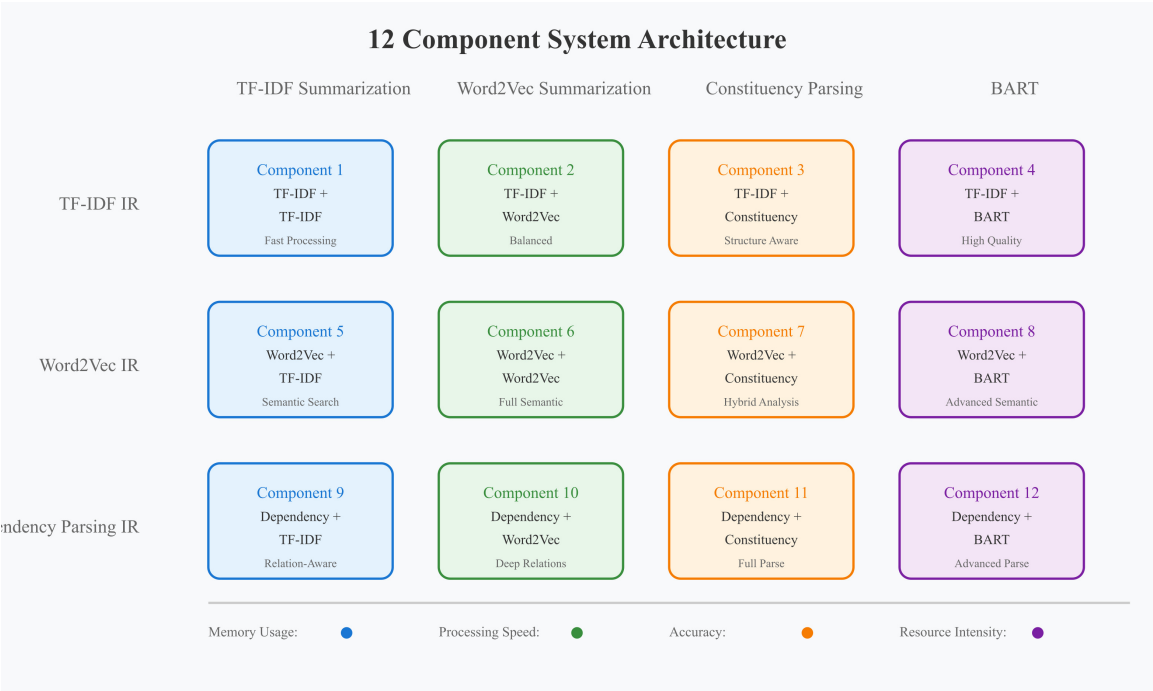 12 Component System Architecture
TF-IDF Summarization
Word2Vec Summarization
Constituency Parsing
BART
TF-IDF IR
Component 1
TF-IDF +
TF-IDF
Fast Processing
Component 2
TF-IDF +
Word2Vec
Balanced
Component 3
TF-IDF +
Constituency
Structure Aware
Component 4
TF-IDF +
BART
High Quality
Word2Vec IR
Component 5
Word2Vec +
TF-IDF
Semantic Search
Component 6
Word2Vec +
Word2Vec
Full Semantic
Component 7
Word2Vec +
Constituency
Hybrid Analysis
Component 8
Word2Vec +
BART
Advanced Semantic
endency Parsing IR
Component 9
Dependency +
TF-IDF
Relation-Aware
Component 10
Dependency +
Word2Vec
Deep Relations
Component 11
Dependency +
Constituency
Full Parse
Component 12
Dependency +
BART
Advanced Parse
Memory Usage:
Processing Speed:
Accuracy:
Resource Intensity: